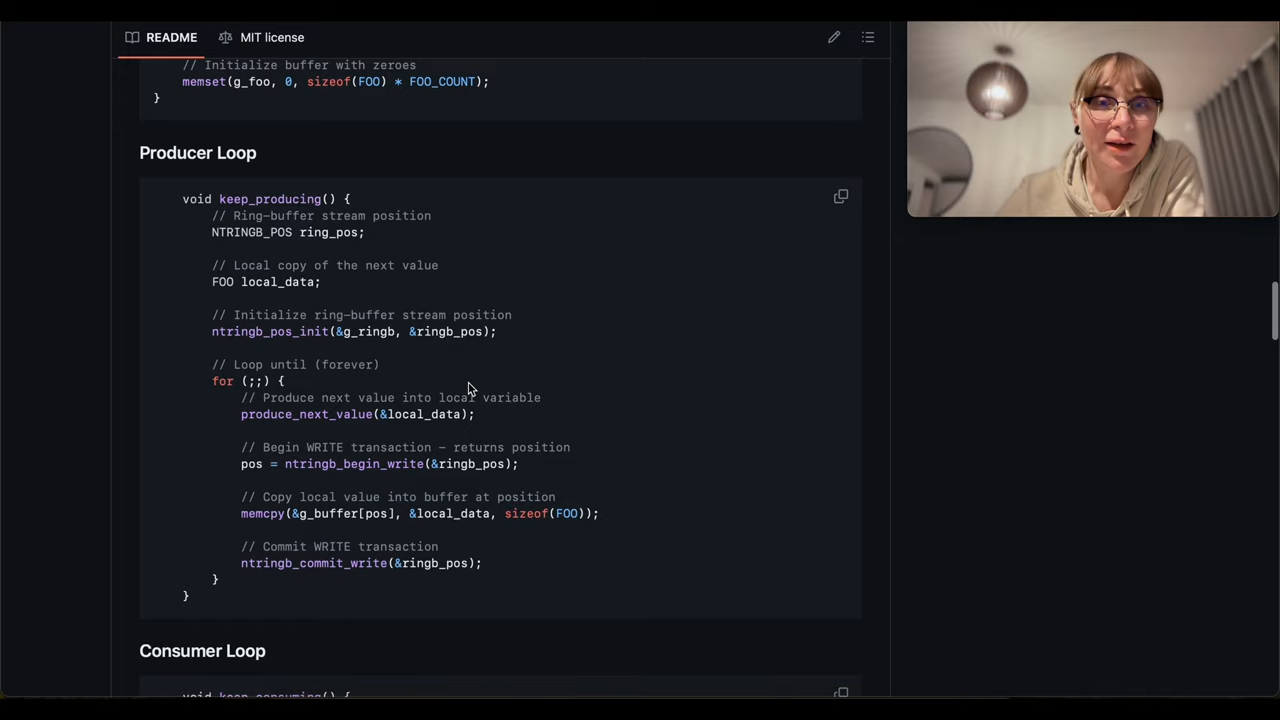 README MIT license
// Initialize buffer with zeroes
memset(g_foo, 0, sizeof(FOO) * FOO_COUNT);
}
Producer Loop
void keep_producing() {
// Ring-buffer stream position
NTRINGB_POS ring_pos;
// Local copy of the next value
FOO local_data;
// Initialize ring-buffer stream position
ntringb_pos_init(&g_ringb, &ringb_pos);
// Loop until (forever)
for (;;) {
// Produce next value into local variable
produce_next_value(&local_data);
// Begin WRITE transaction - returns position
pos = ntringb_begin_write(&ringb_pos);
// Copy local value into buffer at position
memcpy(&g_buffer[pos], &local_data, sizeof(FOO));
// Commit WRITE transaction
ntringb_commit_write(&ringb_pos);
}
}
Consumer Loop
void keep_consuming() {